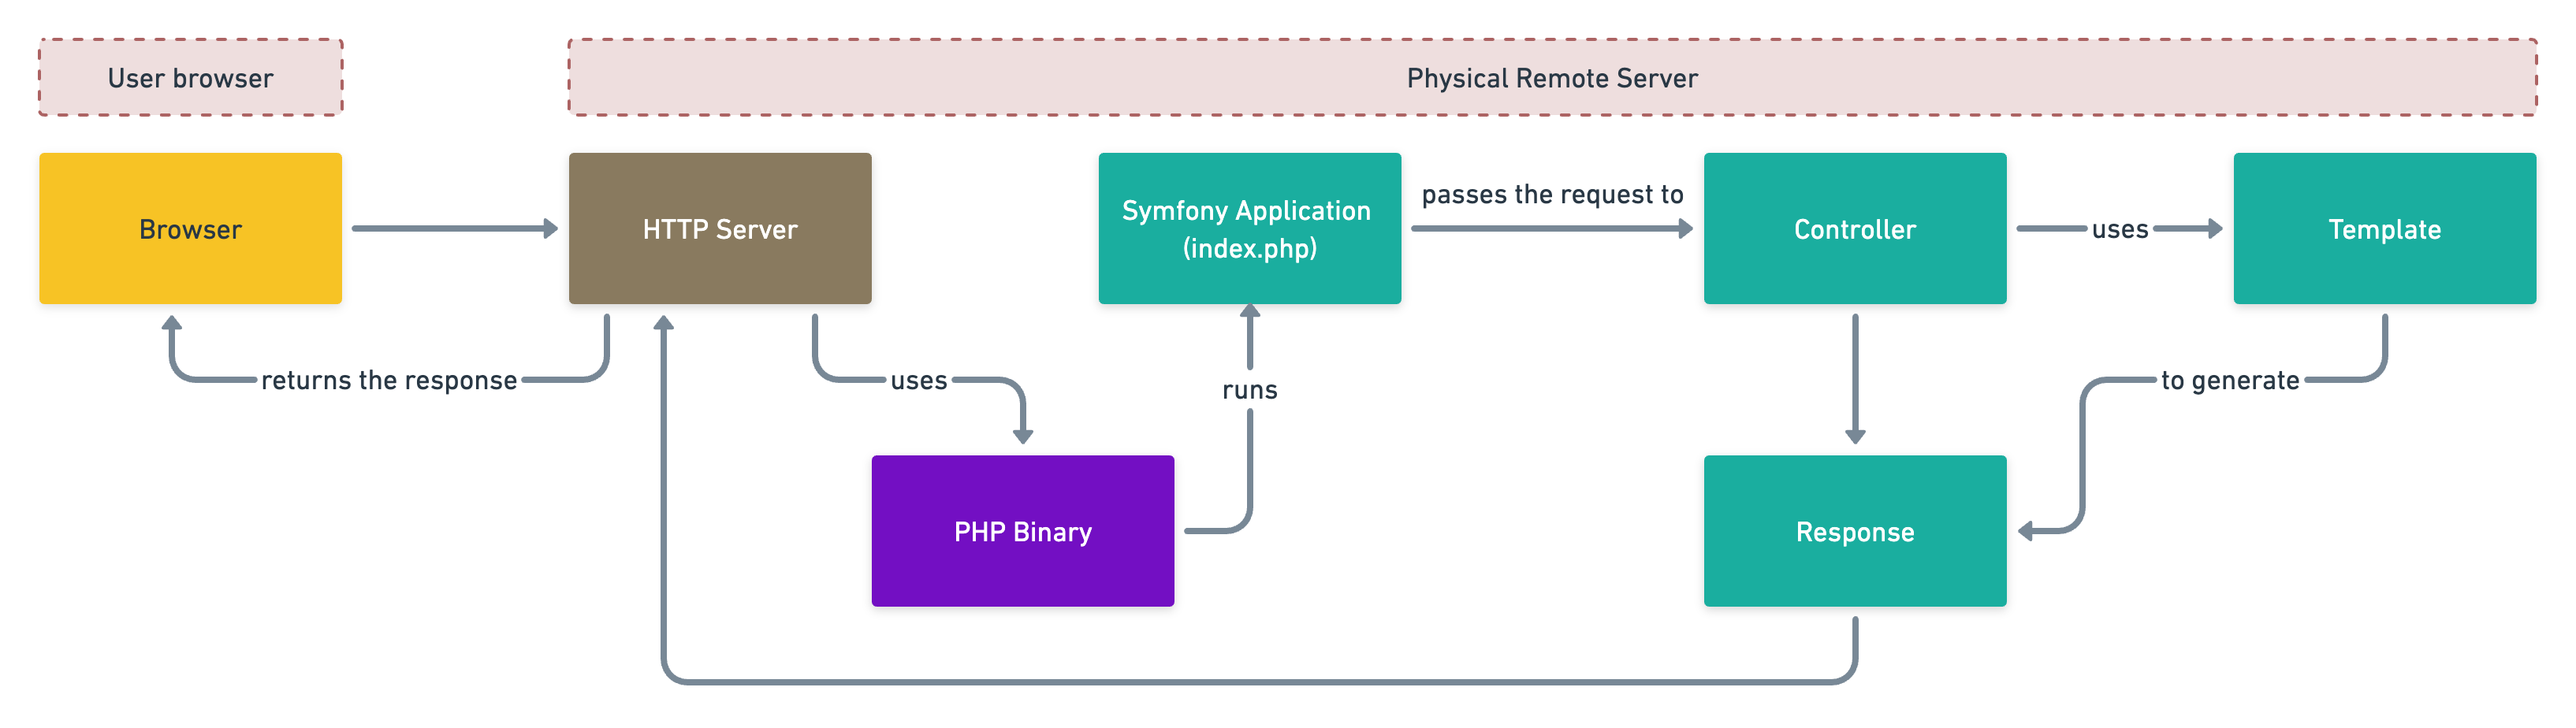 User browser
Physical Remote Server
Browser
HTTP Server
Symfony Application
(index.php)
passes the request to
Controller
uses
Template
returns the response
uses
runs
to generate
PHP Binary
Response